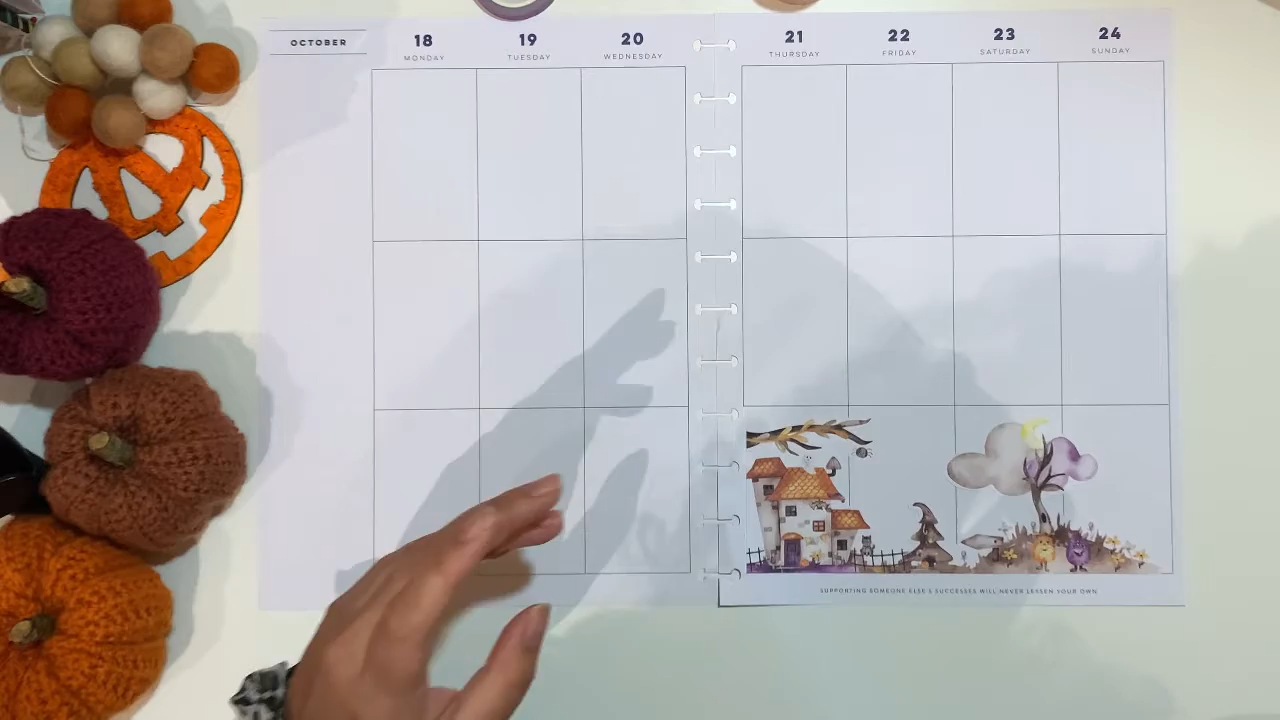 OCTOBER
18
MONDAY
19
TUESDAY
20
WEDNESDAY
21
THURSDAY
22
FRIDAY
23
SATURDAY
24
SUNDAY
SUPPORTING SOMEONE ELSE'S SUCCESSES WILL NEVER LESSEN YOUR OWN